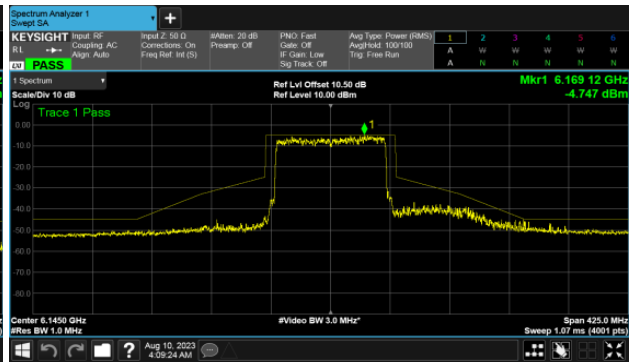 Spectrum Analyzer 1
Swept SA
+
KEYSIGHT Input: RF Input Z: 50 Ω #Atten: 20 dB PNO: Fast Avg Type: Power (RMS) 1 2 3 4 5 6
RL Coupling: AC Corrections: On Preamp: Off Gate: Off Avg|Hold: 100/100 A W W W W W
Align: Auto Freq Ref: Int (S) IF Gain: Low Trig: Free Run
EXT PASS Sig Track: Off A N N N N N
1 Spectrum Ref Lvl Offset 10.50 dB Mkr1 6.169 12 GHz
Scale/Div 10 dB Ref Level 10.00 dBm -4.747 dBm
Log
Trace 1 Pass
0.00
1
-10.0
-20.0
-30.0
-40.0
-50.0
-60.0
-70.0
-80.0
Center 6.1450 GHz #Video BW 3.0 MHz* Span 425.0 MHz
#Res BW 1.0 MHz Sweep 1.07 ms (4001 pts)
? Aug 10, 2023
4:09:24 AM